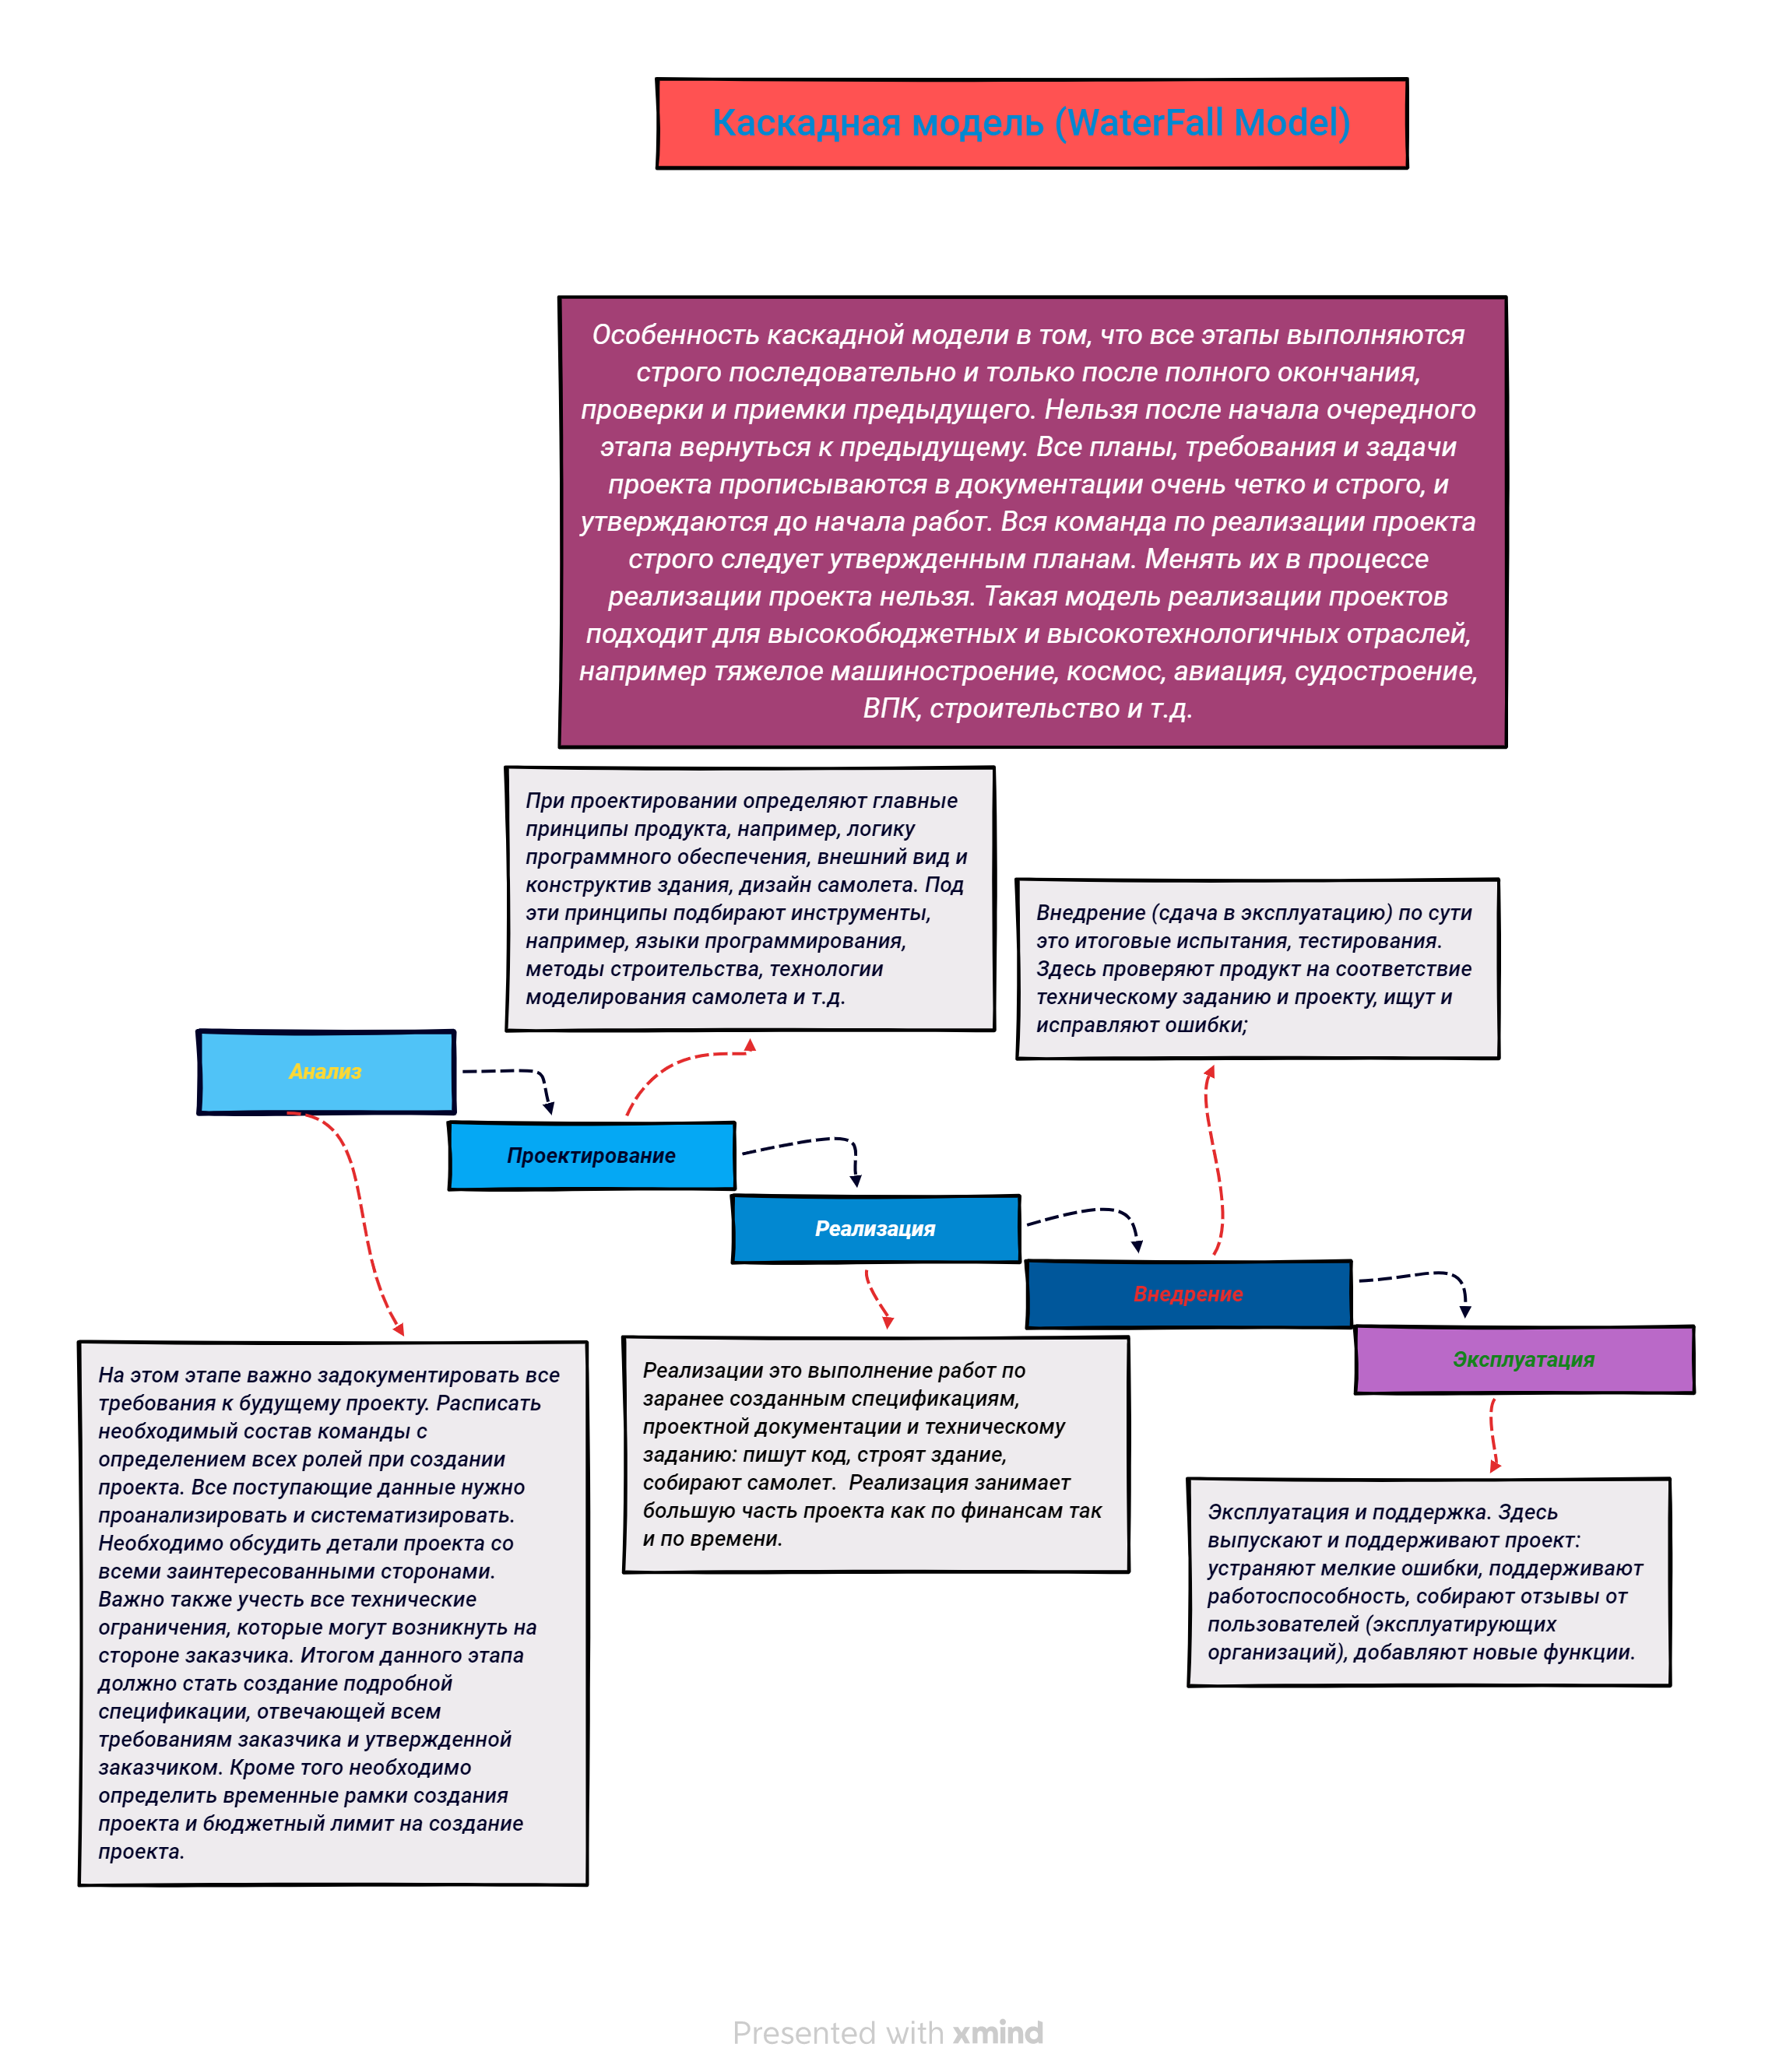 Каскадная модель (WaterFall Model)
Особенность каскадной модели в том, что все этапы выполняются
строго последовательно и только после полного окончания,
проверки и приемки предыдущего. Нельзя после начала очередного
этапа вернуться к предыдущему. Все планы, требования и задачи
проекта прописываются в документации очень четко и строго, и
утверждаются до начала работ. Вся команда по реализации проекта
строго следует утвержденным планам. Менять их в процессе
реализации проекта нельзя. Такая модель реализации проектов
подходит для высокобюджетных и высокотехнологичных отраслей,
например тяжелое машиностроение, космос, авиация, судостроение,
ВПК, строительство и т.д.
При проектировании определяют главные
принципы продукта, например, логику
программного обеспечения, внешний вид и
конструктив здания, дизайн самолета. Под
эти принципы подбирают инструменты,
например, языки программирования,
методы строительства, технологии
моделирования самолета и т.д.
Внедрение (сдача в эксплуатацию) по сути
это итоговые испытания, тестирования.
Здесь проверяют продукт на соответствие
техническому заданию и проекту, ищут и
исправляют ошибки;
Анализ
Проектирование
Реализация
Внедрение
Эксплуатация
На этом этапе важно задокументировать все
требования к будущему проекту. Расписать
необходимый состав команды с
определением всех ролей при создании
проекта. Все поступающие данные нужно
проанализировать и систематизировать.
Необходимо обсудить детали проекта со
всеми заинтересованными сторонами.
Важно также учесть все технические
ограничения, которые могут возникнуть на
стороне заказчика. Итогом данного этапа
должно стать создание подробной
спецификации, отвечающей всем
требованиям заказчика и утвержденной
заказчиком. Кроме того необходимо
определить временные рамки создания
проекта и бюджетный лимит на создание
проекта.
Реализации это выполнение работ по
заранее созданным спецификациям,
проектной документации и техническому
заданию: пишут код, строят здание,
собирают самолет.  Реализация занимает
большую часть проекта как по финансам так
и по времени.
Эксплуатация и поддержка. Здесь
выпускают и поддерживают проект:
устраняют мелкие ошибки, поддерживают
работоспособность, собирают отзывы от
пользователей (эксплуатирующих
организаций), добавляют новые функции.
Presented with xmind